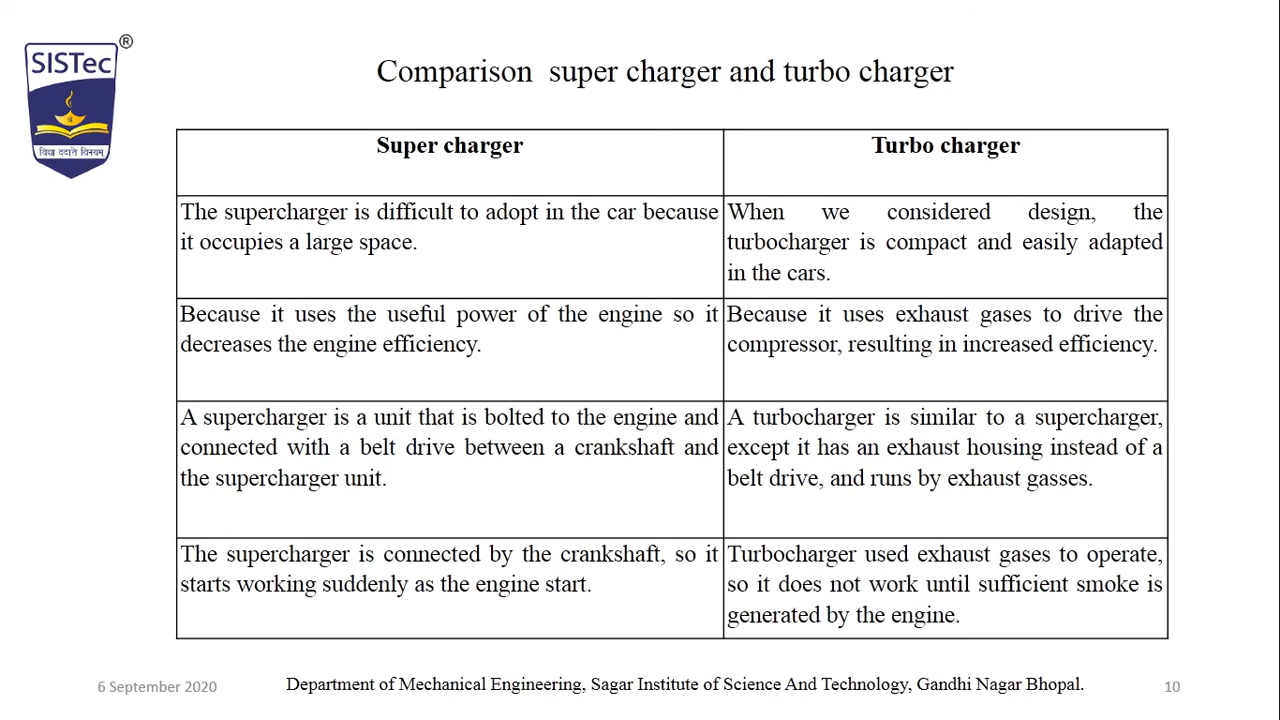 ®
SISTec
विद्या ददाति विनयम्
Comparison  super charger and turbo charger
Super charger
Turbo charger
The supercharger is difficult to adopt in the car because
it occupies a large space.
When we considered design, the
turbocharger is compact and easily adapted
in the cars.
Because it uses the useful power of the engine so it
decreases the engine efficiency.
Because it uses exhaust gases to drive the
compressor, resulting in increased efficiency.
A supercharger is a unit that is bolted to the engine and
connected with a belt drive between a crankshaft and
the supercharger unit.
A turbocharger is similar to a supercharger,
except it has an exhaust housing instead of a
belt drive, and runs by exhaust gasses.
The supercharger is connected by the crankshaft, so it
starts working suddenly as the engine start.
Turbocharger used exhaust gases to operate,
so it does not work until sufficient smoke is
generated by the engine.
6 September 2020
Department of Mechanical Engineering, Sagar Institute of Science And Technology, Gandhi Nagar Bhopal.
10